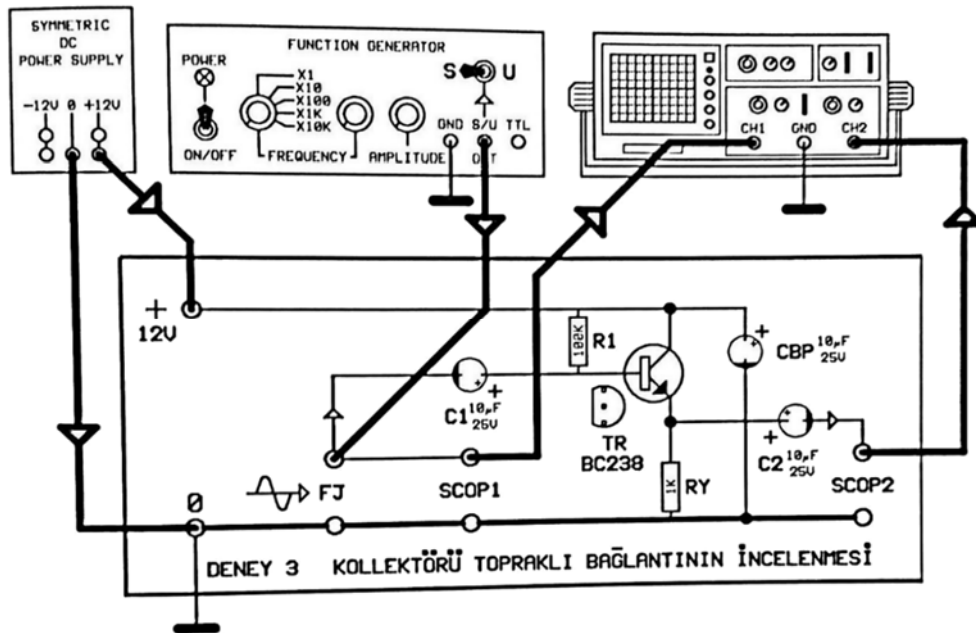 SYMMETRIC
DC
POWER SUPPLY
-12V 0 +12V
FUNCTION GENERATOR
POWER
ON/OFF
X1
X10
X100
X1K
X10K
FREQUENCY
AMPLITUDE
S U
GND S/U TTL
OUT
CH1 GND CH2
+
12V
100K
R1
C1 10µF
25V
+
TR
BC238
+
CBP 10µF
25V
+
C2 10µF
25V
1K
RY
FJ
SCOP1
SCOP2
0
DENEY 3 KOLLEKTÖRÜ TOPRAKLI BAĞLANTININ İNCELENMESİ